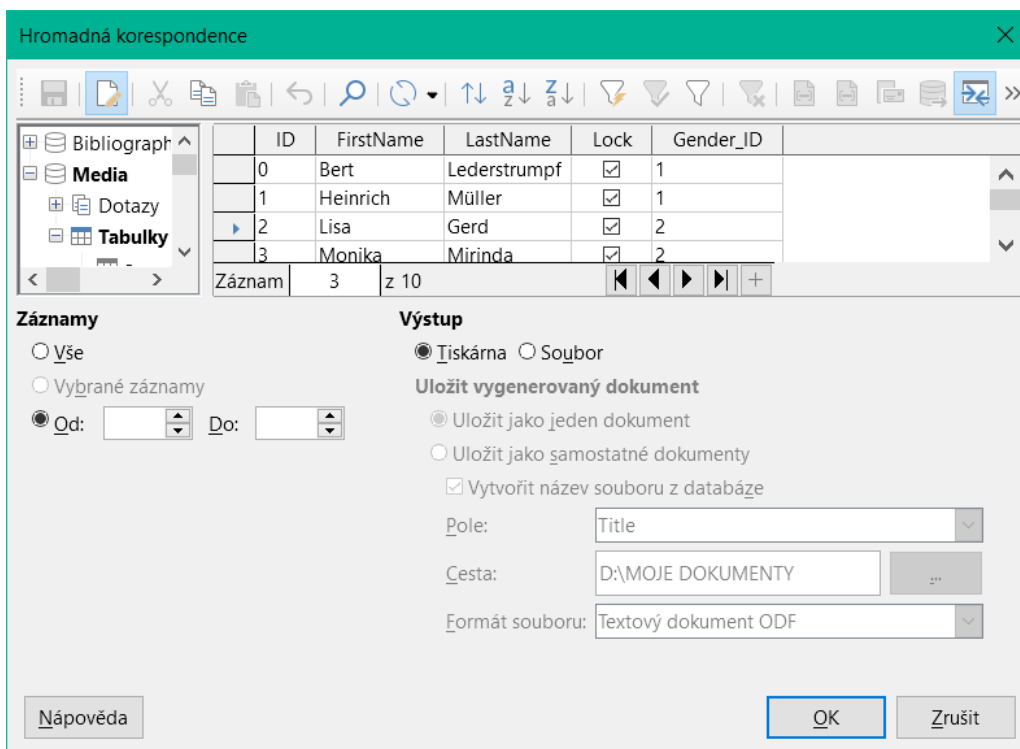 Hromadná korespondence
Bibliograph
Media
Dotazy
Tabulky
ID FirstName LastName Lock Gender_ID
0 Bert Lederstrumpf 1
1 Heinrich Müller 1
2 Lisa Gerd 2
3 Monika Mirinda 2
Záznam 3 z 10
Záznamy
Vše
Vybrané záznamy
Od: Do:
Výstup
Tiskárna Soubor
Uložit vygenerovaný dokument
Uložit jako jeden dokument
Uložit jako samostatné dokumenty
Vytvořit název souboru z databáze
Pole: Title
Cesta: D:\MOJE DOKUMENTY ...
Formát souboru: Textový dokument ODF
Nápověda OK Zrušit